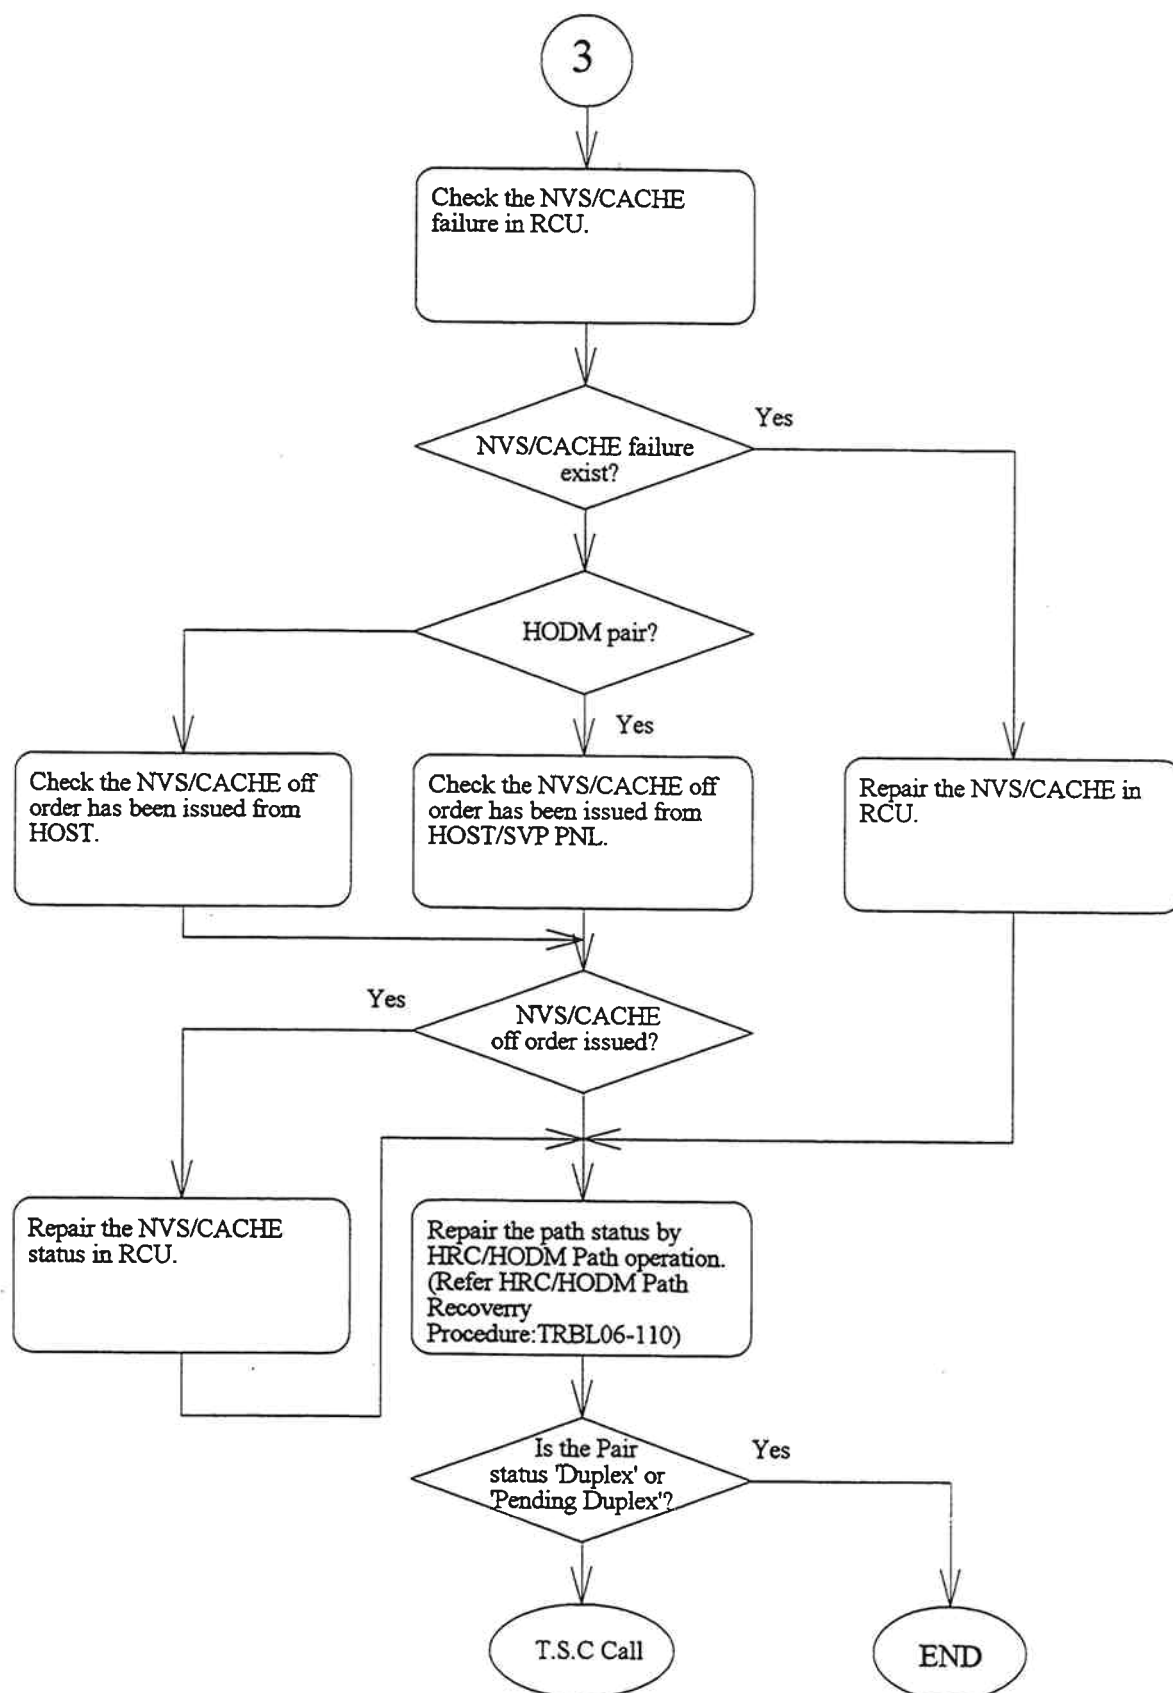 3
Check the NVS/CACHE
failure in RCU.
Yes
NVS/CACHE failure
exist?
HODM pair?
Yes
Check the NVS/CACHE off
order has been issued from
HOST.
Check the NVS/CACHE off
order has been issued from
HOST/SVP PNL.
Repair the NVS/CACHE in
RCU.
Yes
NVS/CACHE
off order issued?
Repair the NVS/CACHE
status in RCU.
Repair the path status by
HRC/HODM Path operation.
(Refer HRC/HODM Path
Recoverry
Procedure:TRBL06-110)
Is the Pair
status 'Duplex' or
'Pending Duplex'?
Yes
T.S.C Call
END